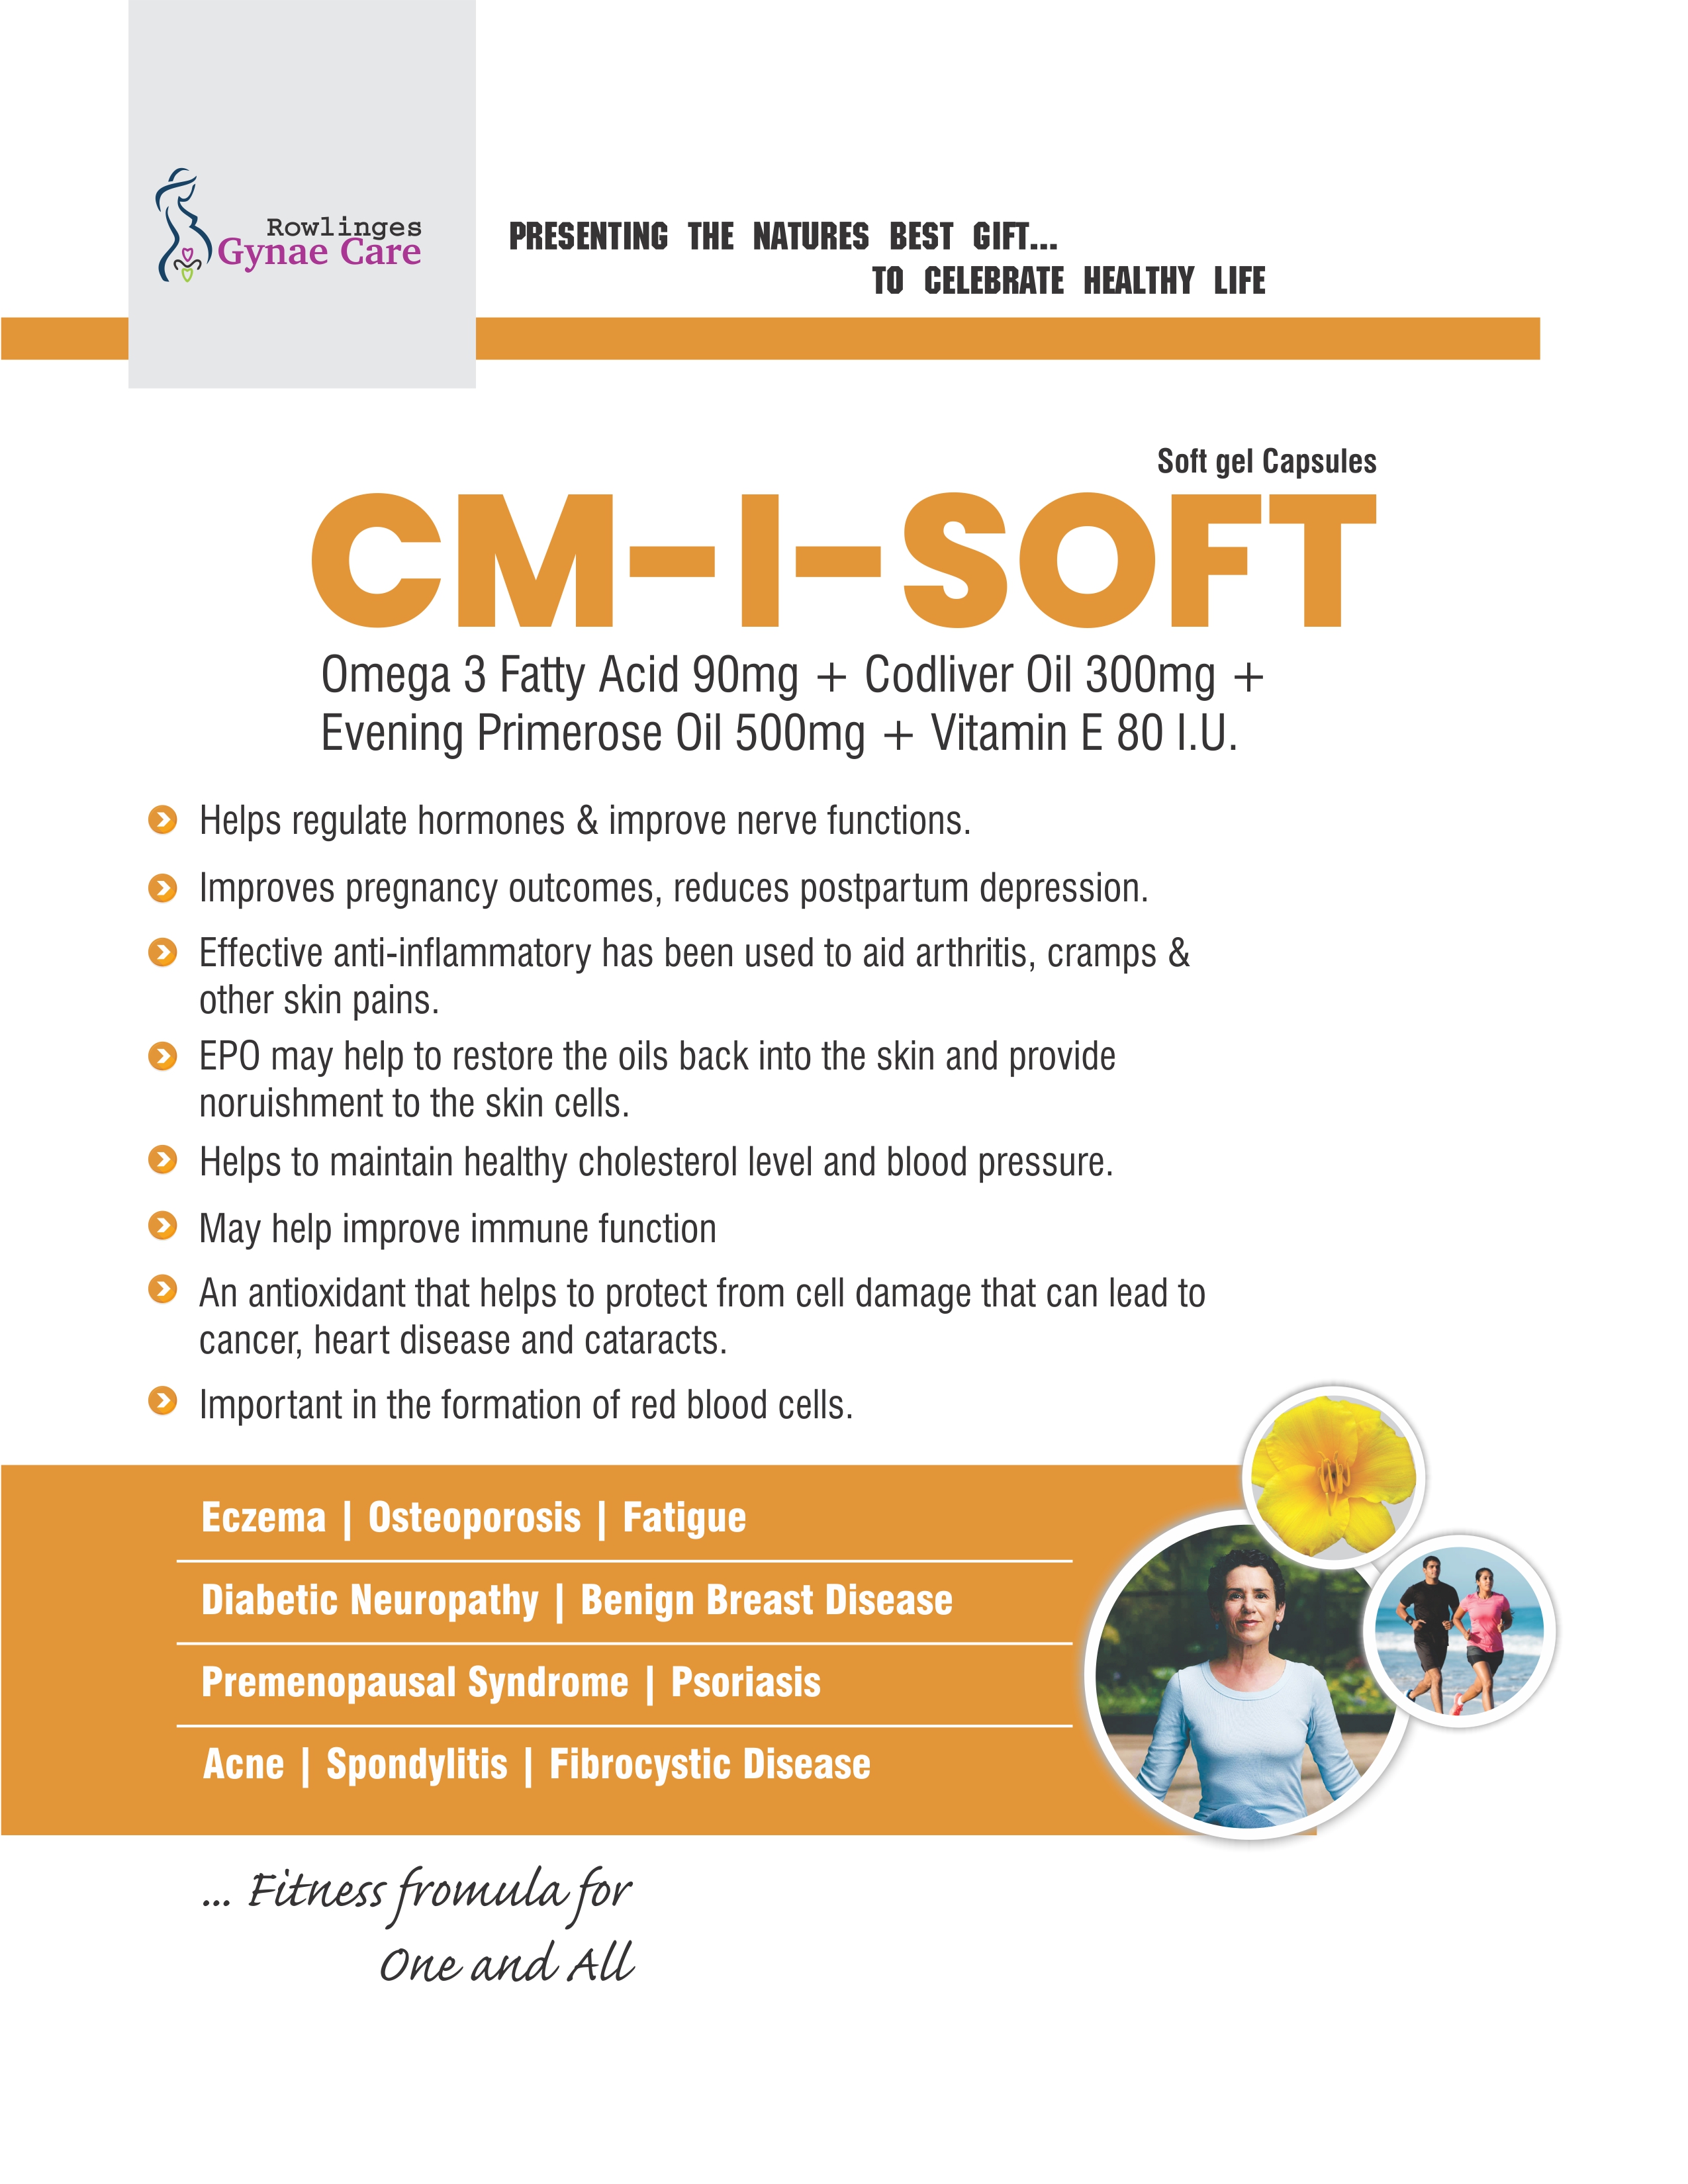 Rowlinges
Gynae Care
PRESENTING THE NATURES BEST GIFT...
TO CELEBRATE HEALTHY LIFE
Soft gel Capsules
CM-I-SOFT
Omega 3 Fatty Acid 90mg + Codliver Oil 300mg +
Evening Primerose Oil 500mg + Vitamin E 80 I.U.
Helps regulate hormones & improve nerve functions.
Improves pregnancy outcomes, reduces postpartum depression.
Effective anti-inflammatory has been used to aid arthritis, cramps &
other skin pains.
EPO may help to restore the oils back into the skin and provide
noruishment to the skin cells.
Helps to maintain healthy cholesterol level and blood pressure.
May help improve immune function
An antioxidant that helps to protect from cell damage that can lead to
cancer, heart disease and cataracts.
Important in the formation of red blood cells.
Eczema | Osteoporosis | Fatigue
Diabetic Neuropathy | Benign Breast Disease
Premenopausal Syndrome | Psoriasis
Acne | Spondylitis | Fibrocystic Disease
... Fitness fromula for
One and All